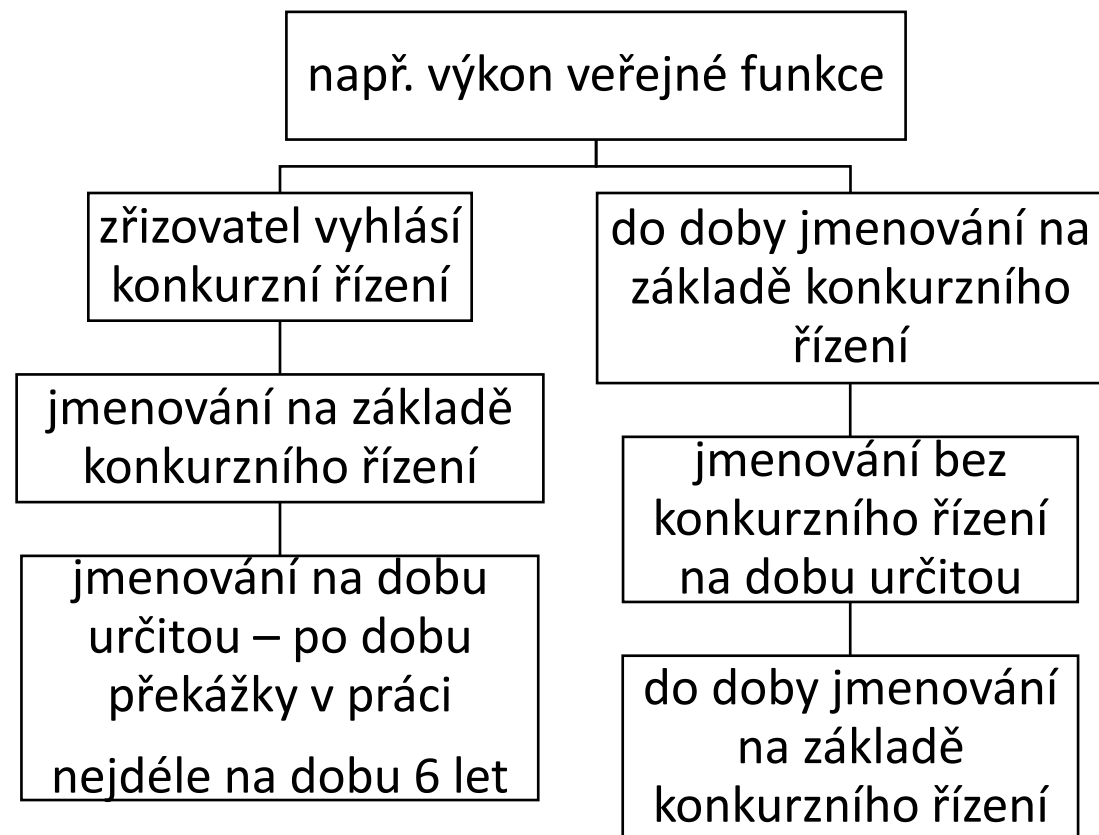 např. výkon veřejné funkce
zřizovatel vyhlásí
konkurzní řízení
jmenování na základě
konkurzního řízení
jmenování na dobu
určitou – po dobu
překážky v práci
nejdéle na dobu 6 let
do doby jmenování na
základě konkurzního
řízení
jmenování bez
konkurzního řízení
na dobu určitou
do doby jmenování
na základě
konkurzního řízení